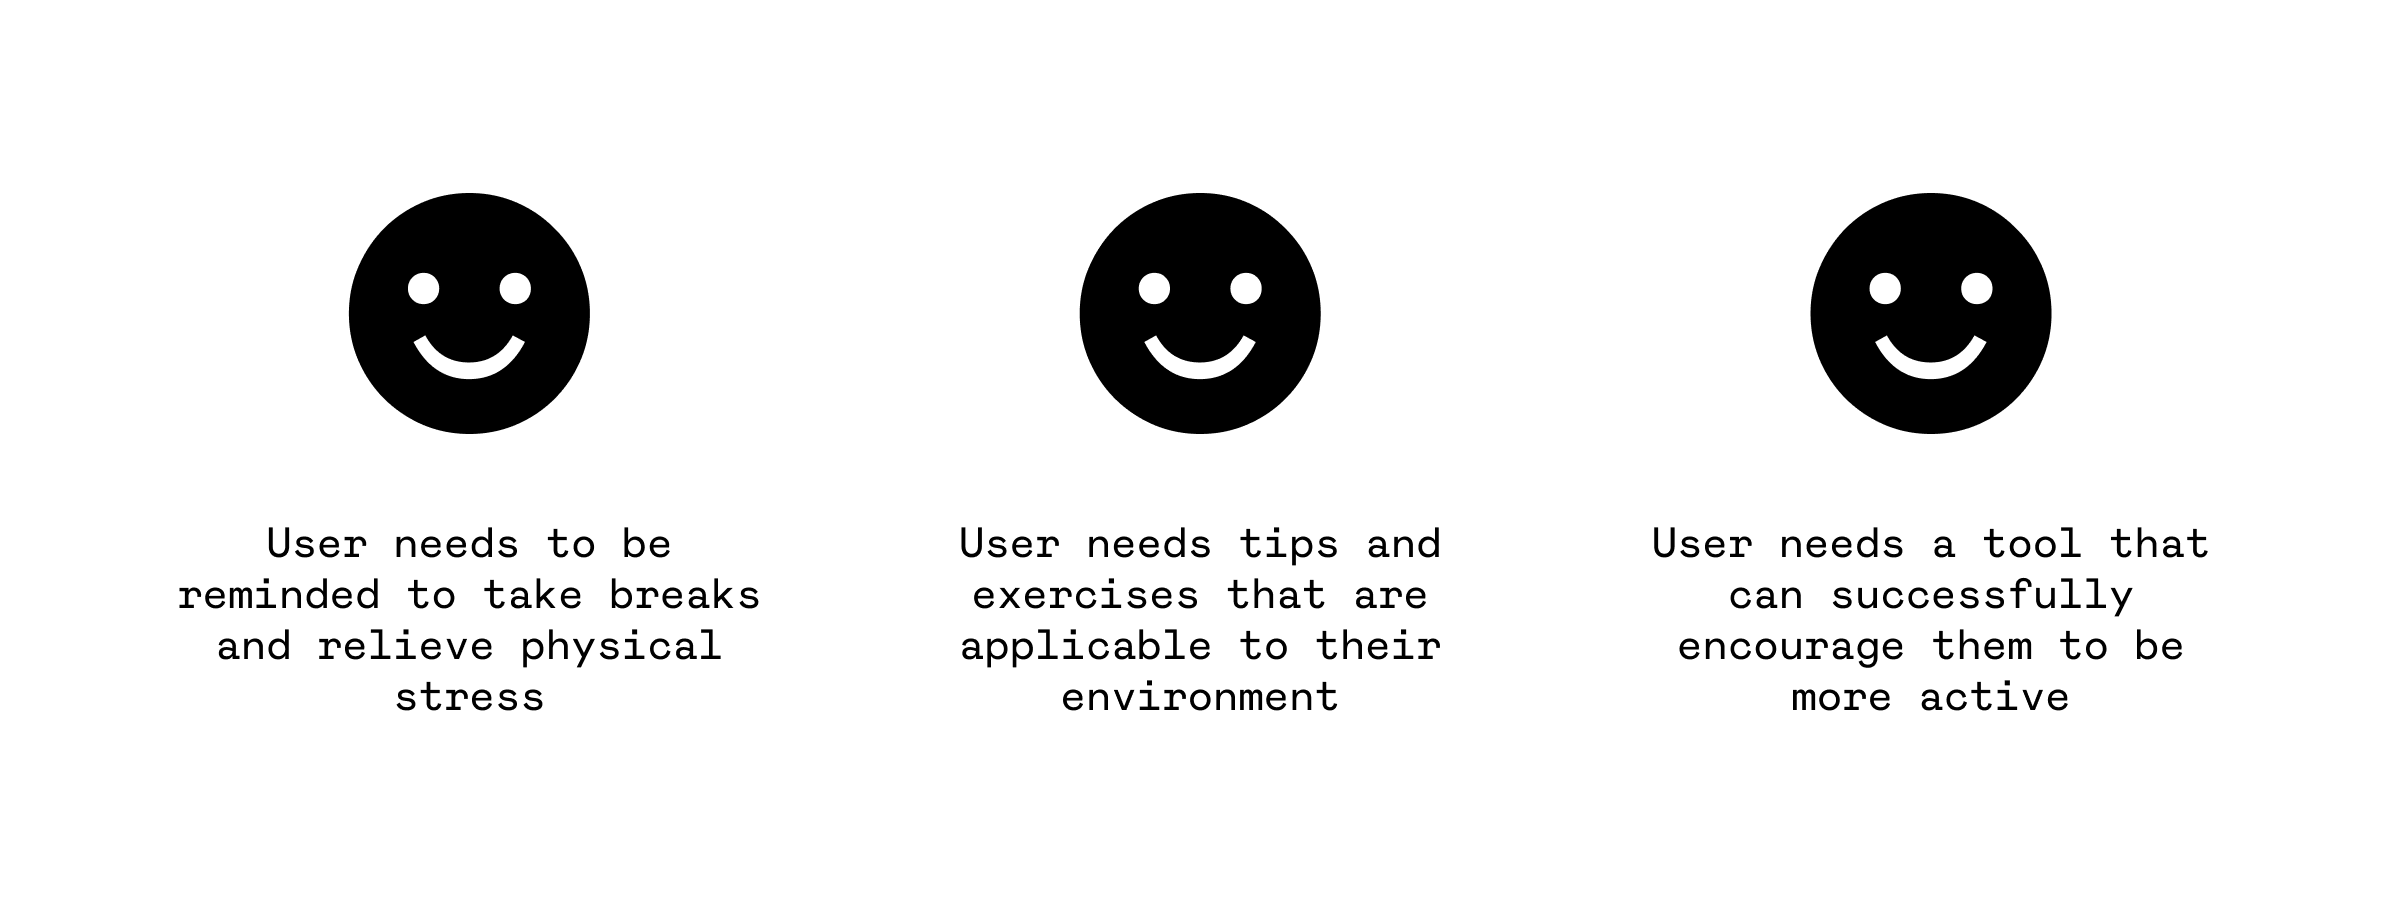 User needs to be
reminded to take breaks
and relieve physical
stress
User needs tips and
exercises that are
applicable to their
environment
User needs a tool that
can successfully
encourage them to be
more active